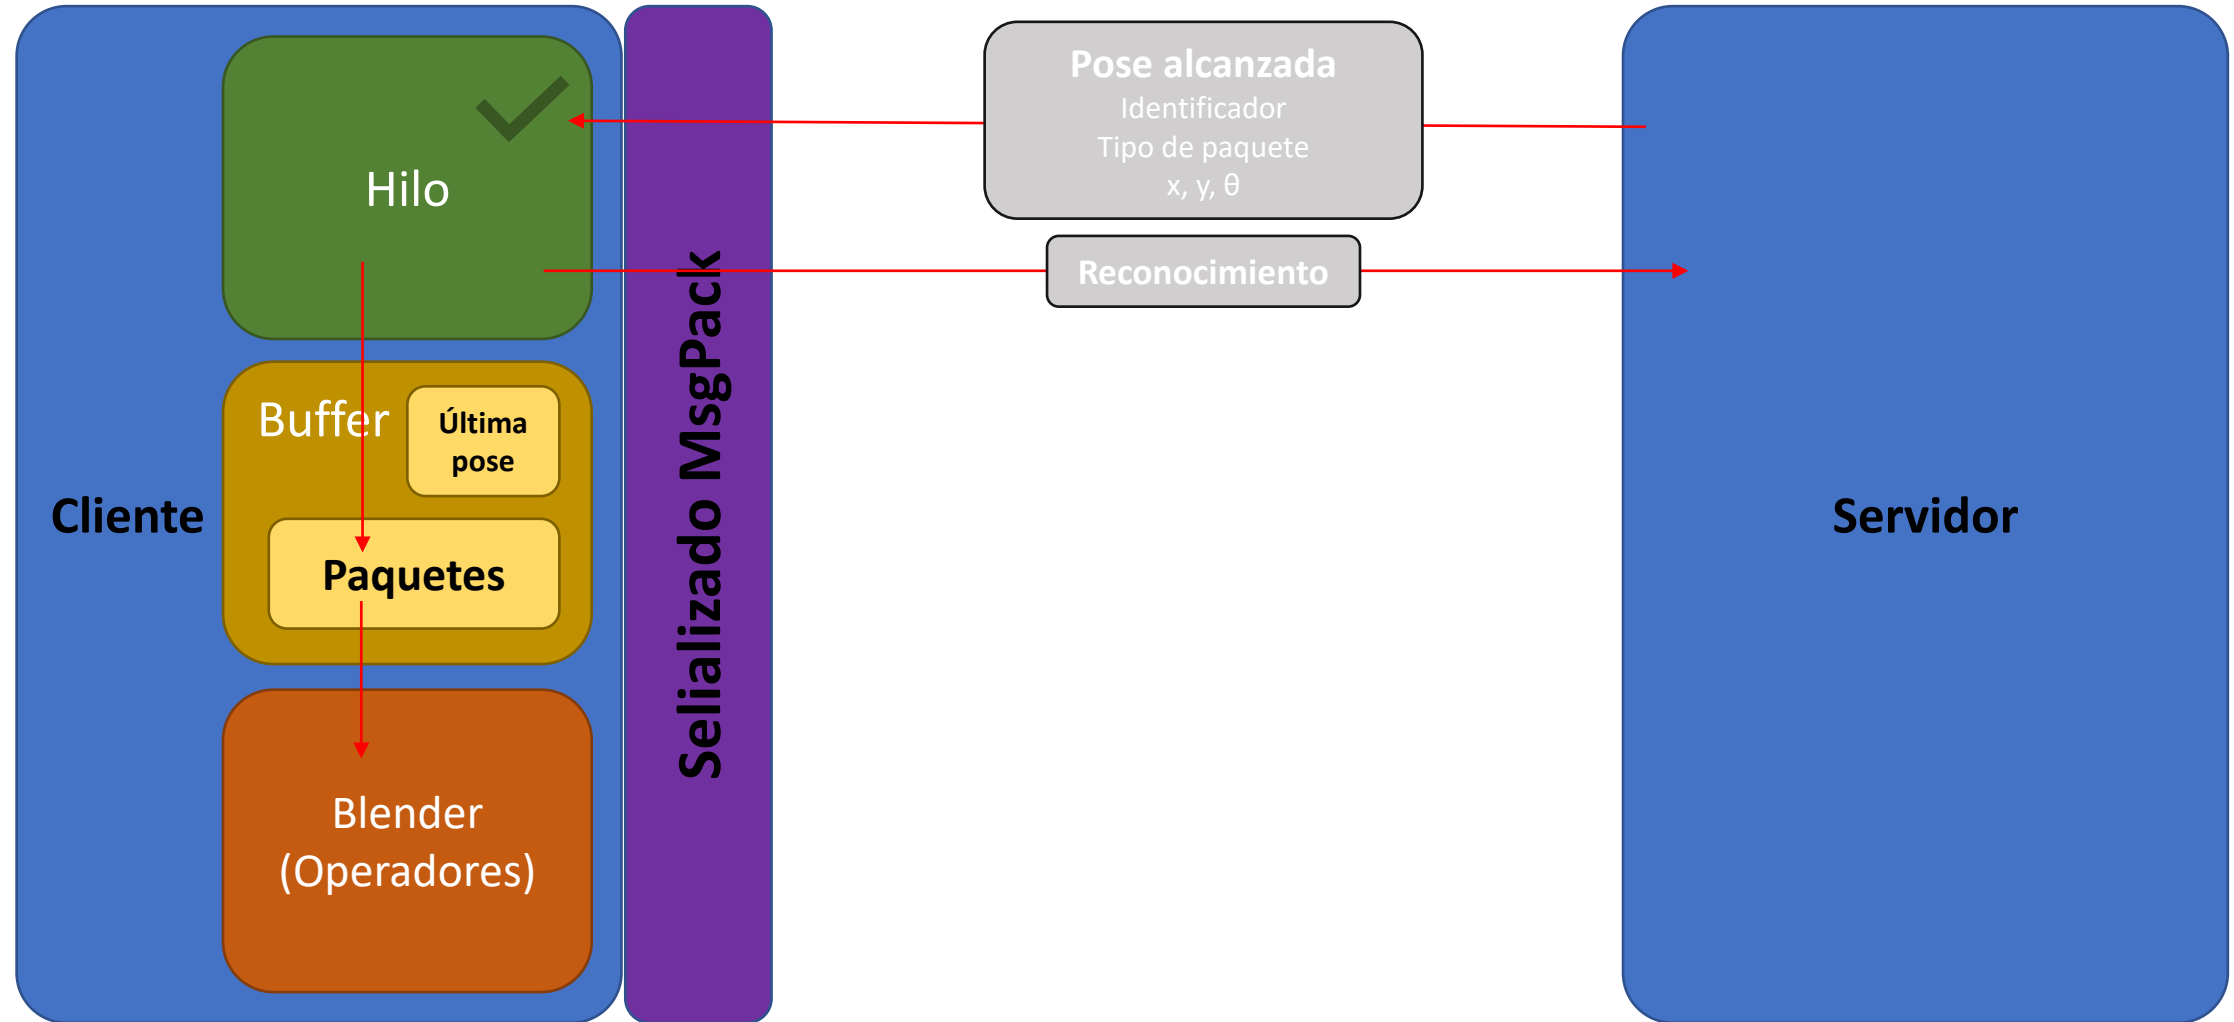 Cliente
Hilo
Buffer
Última
pose
Paquetes
Blender
(Operadores)
Selializado MsgPack
Pose alcanzada
Identificador
Tipo de paquete
x, y, θ
Reconocimiento
Servidor